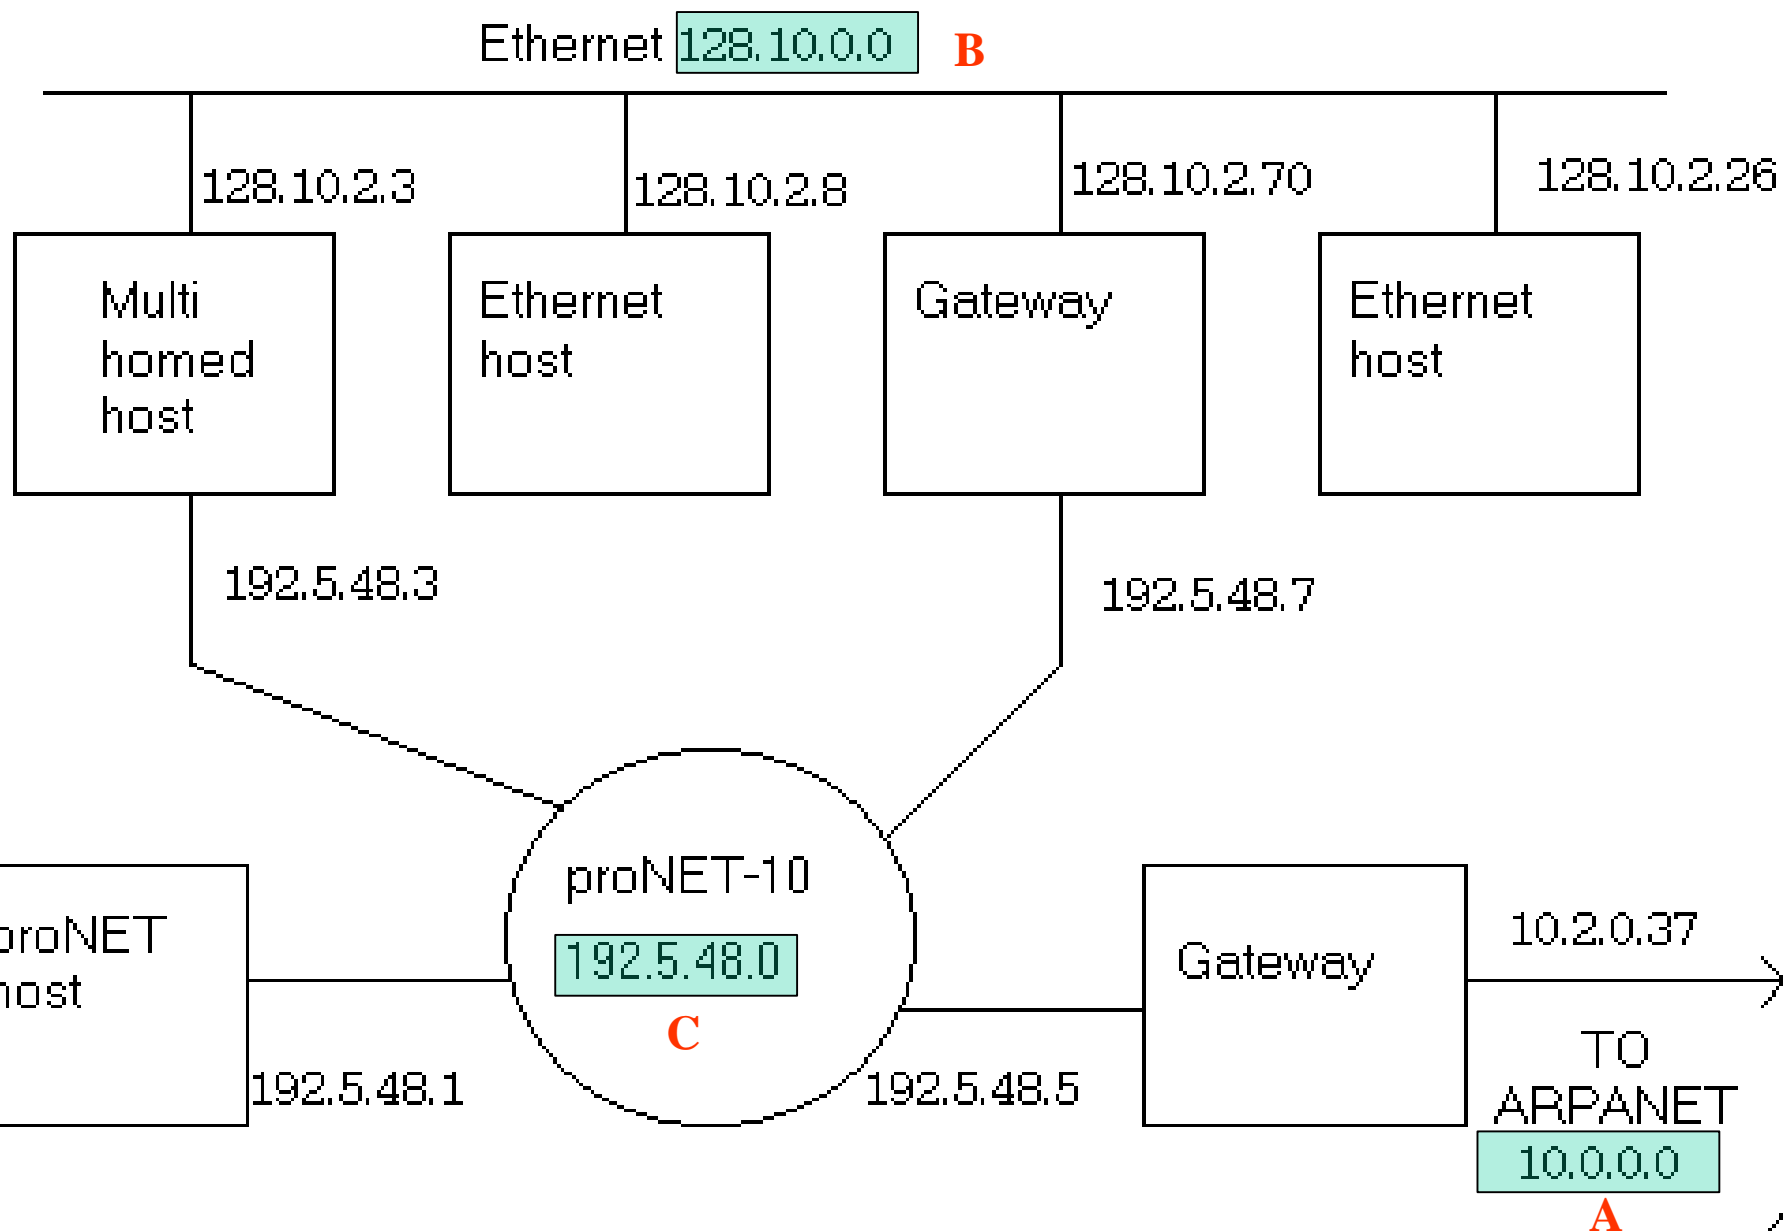 Ethernet 128.10.0.0 B
128.10.2.3
128.10.2.8
128.10.2.70
128.10.2.26
Multi
homed
host
Ethernet
host
Gateway
Ethernet
host
192.5.48.3
192.5.48.7
proNET-10
192.5.48.0
C
proNET
host
192.5.48.1
192.5.48.5
Gateway
10.2.0.37
TO
ARPANET
10.0.0.0
A